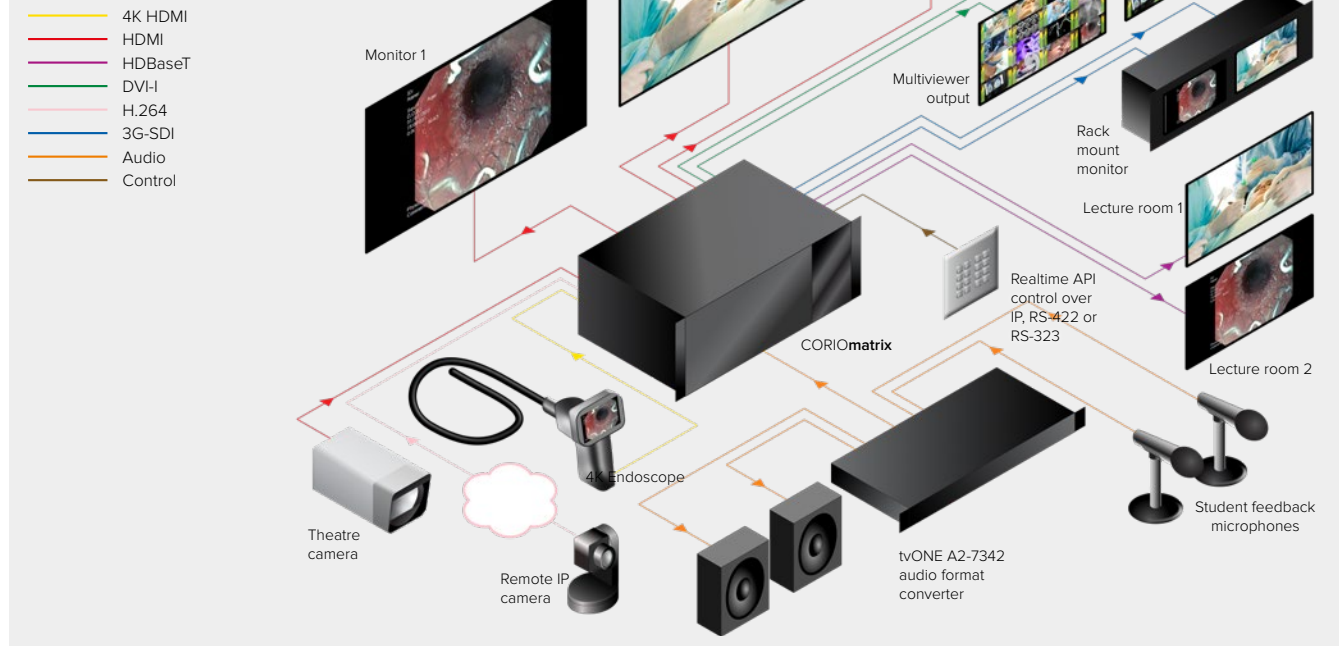 4K HDMI
HDMI
HDBaseT
DVI-I
H.264
3G-SDI
Audio
Control
Monitor 1
Multiviewer
output
Rack
mount
monitor
Lecture room 1
Realtime API
control over
IP, RS-422 or
RS-323
CORIOmatrix
Lecture room 2
4K Endoscope
Student feedback
microphones
Theatre
camera
Remote IP
camera
tvONE A2-7342
audio format
converter